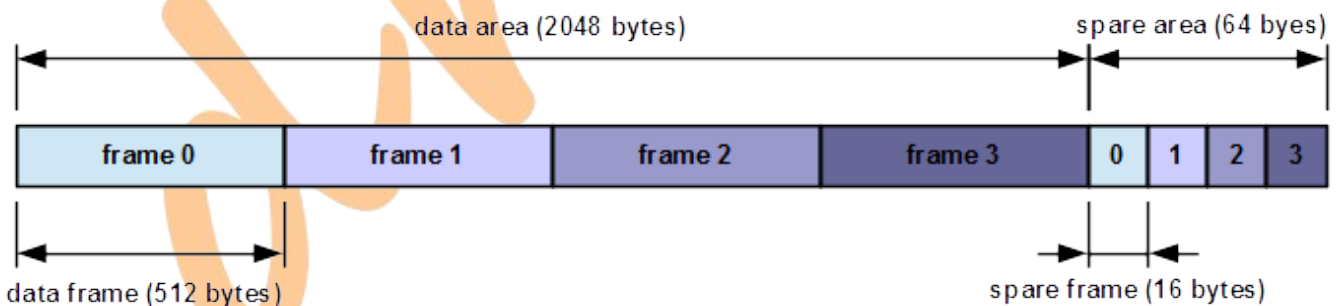 data area (2048 bytes)
spare area (64 byes)
frame 0
frame 1
frame 2
frame 3
0
1
2
3
data frame (512 bytes)
spare frame (16 bytes)